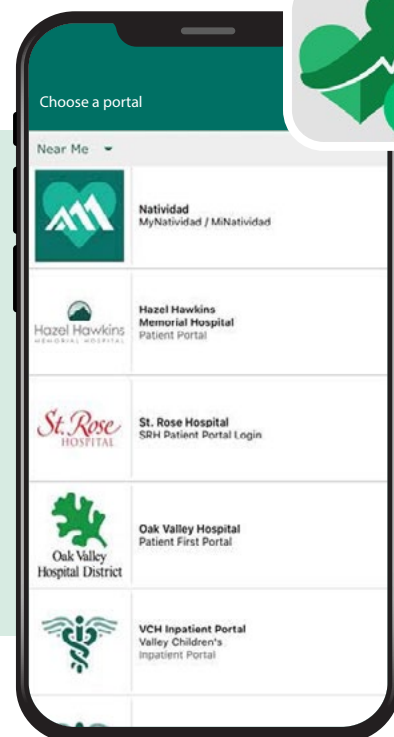 Choose a portal
Near Me
Natividad
MyNatividad / MiNatividad
Hazel Hawkins
MEMORIAL HOSPITAL
Hazel Hawkins
Memorial Hospital
Patient Portal
St. Rose
HOSPITAL
St. Rose Hospital
SRH Patient Portal Login
Oak Valley
Hospital District
Oak Valley Hospital
Patient First Portal
VCH Inpatient Portal
Valley Children's
Inpatient Portal